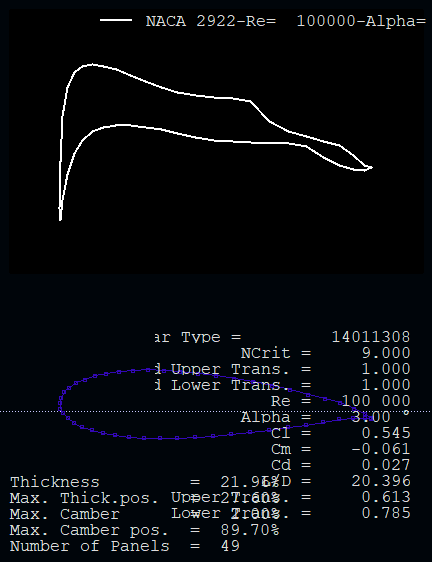 NACA 2922-Re= 100000-Alpha=
ar Type = 14011308
NCrit = 9.000
d Upper Trans. = 1.000
d Lower Trans. = 1.000
Re = 100 000
Alpha = 3.00 °
Cl = 0.545
Cm = -0.061
Cd = 0.027
L/D = 20.396
Upper Trans. = 0.613
Lower Trans. = 0.785
Thickness = 21.96%
Max. Thick.pos. = 27.60%
Max. Camber = 2.00%
Max. Camber pos. = 89.70%
Number of Panels = 49